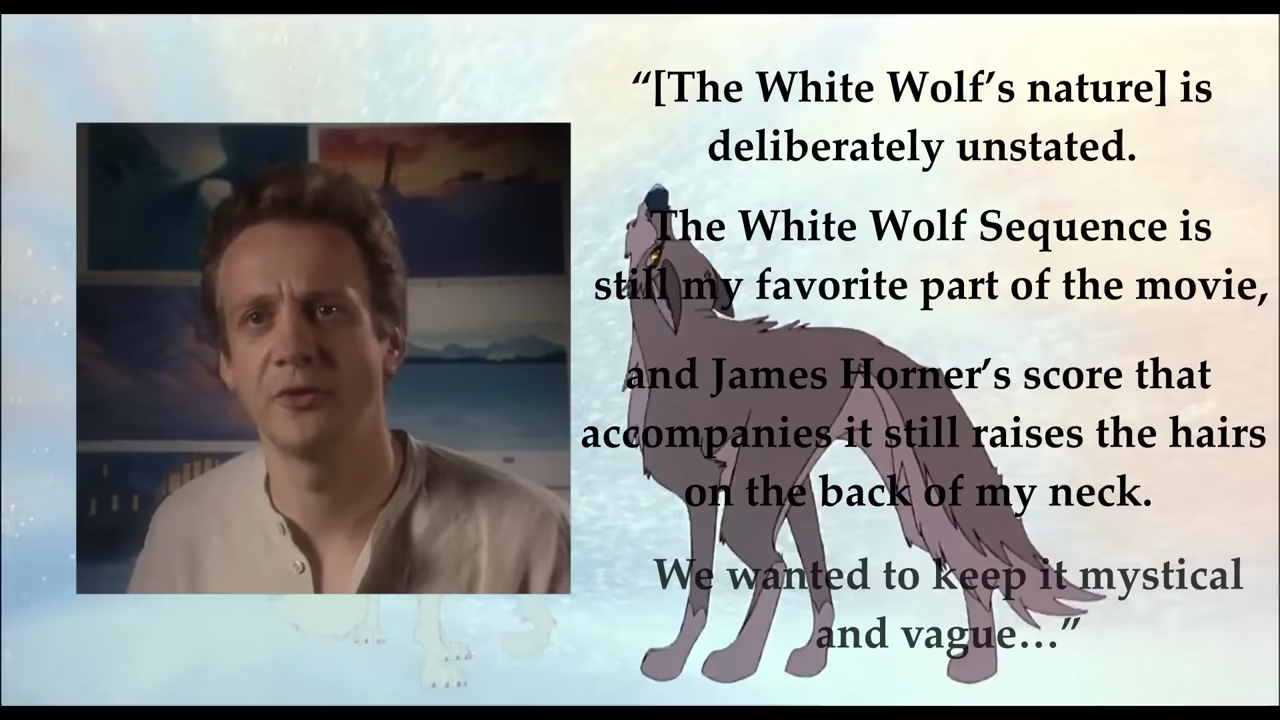 “[The White Wolf’s nature] is
deliberately unstated.
The White Wolf Sequence is
still my favorite part of the movie,
and James Horner’s score that
accompanies it still raises the hairs
on the back of my neck.
We wanted to keep it mystical
and vague…”